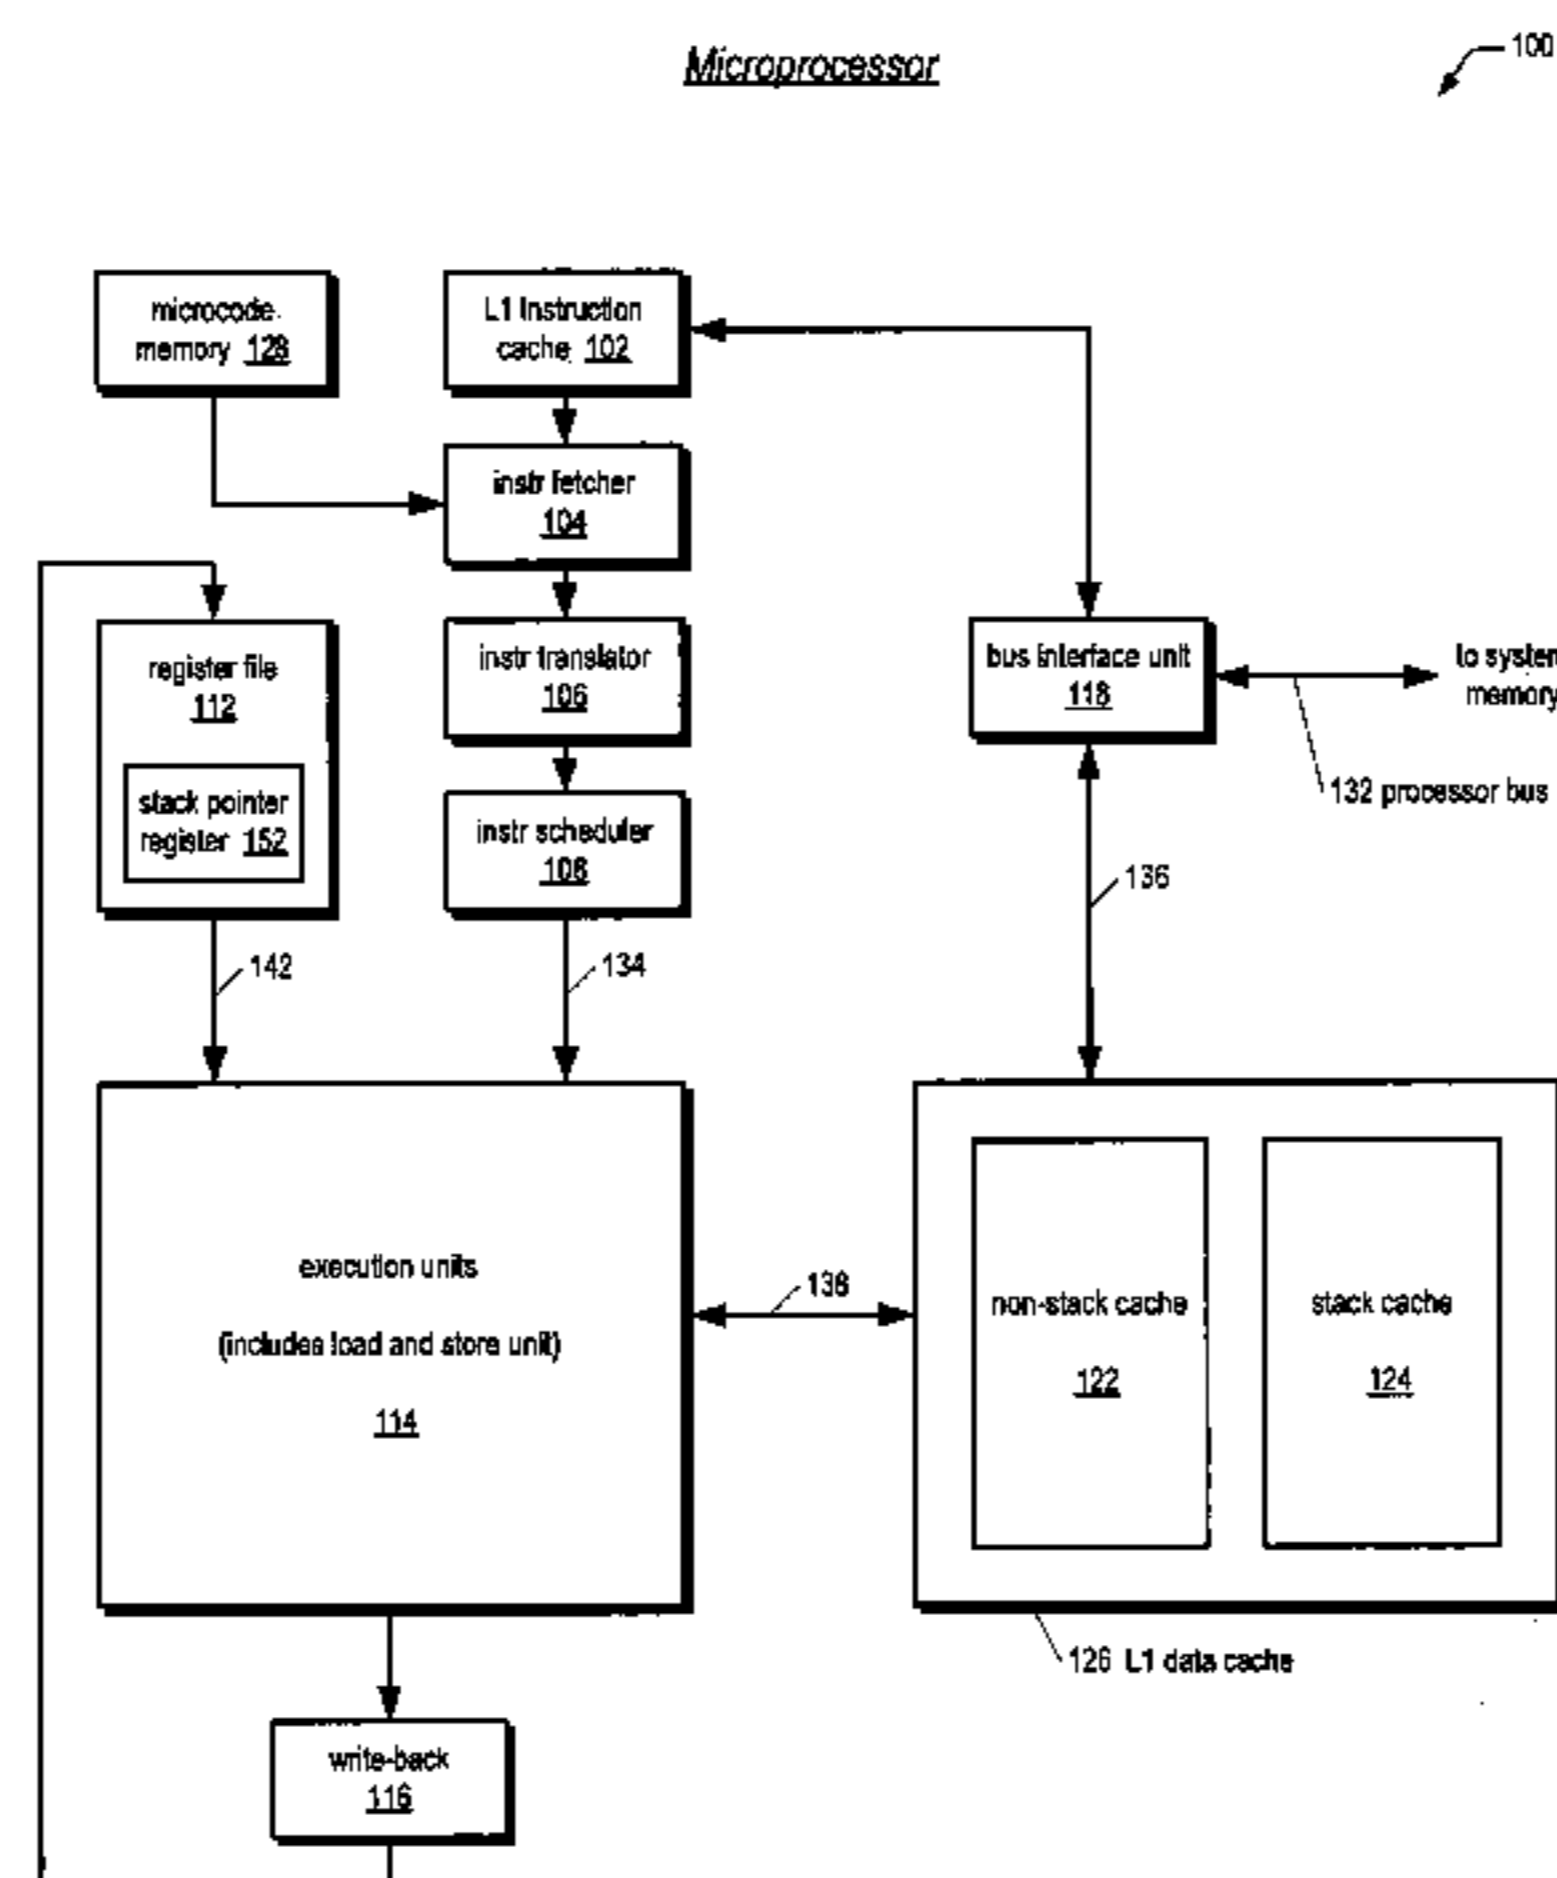 Microprocessor
100
microcode
memory 128
L1 instruction
cache 102
instr fetcher
104
register file
112
stack pointer
register 152
instr translator
106
bus interface unit
118
to system
memory
132 processor bus
instr scheduler
108
136
142
134
execution units
(includes load and store unit)
114
138
non-stack cache
122
stack cache
124
126 L1 data cache
write-back
116